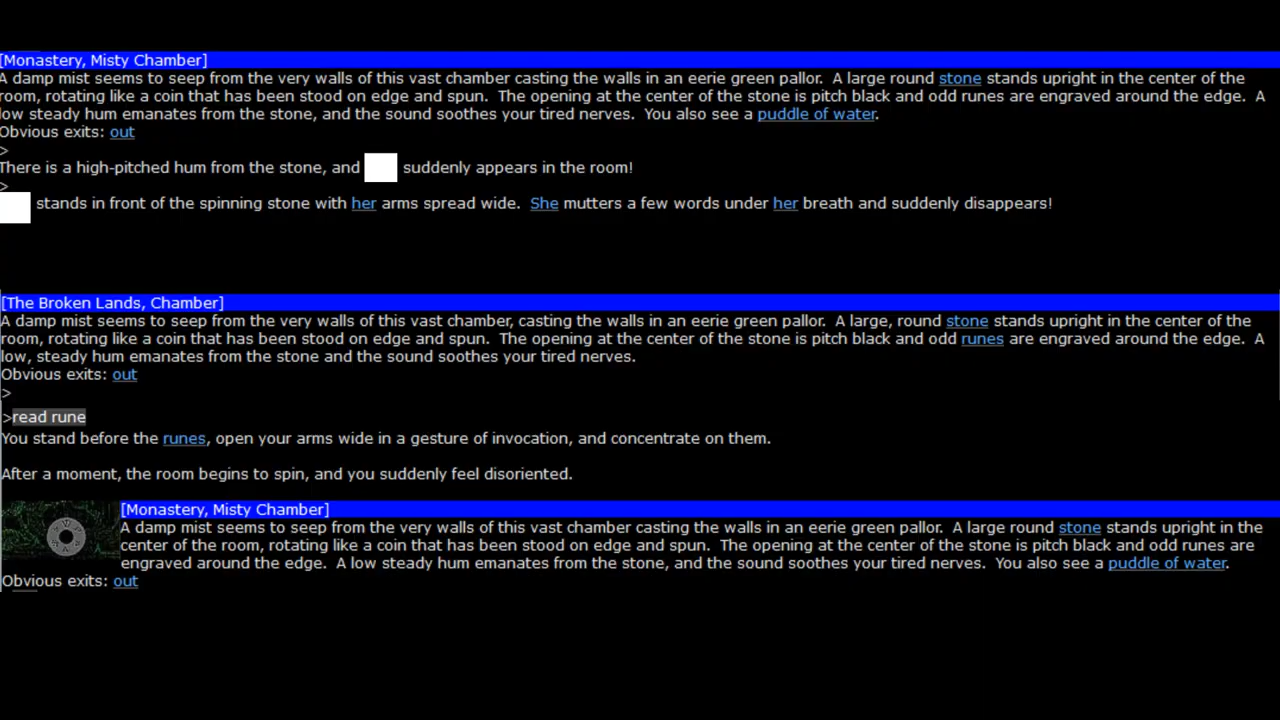 [Monastery, Misty Chamber]
A damp mist seems to seep from the very walls of this vast chamber casting the walls in an eerie green pallor.  A large round stone stands upright in the center of the
room, rotating like a coin that has been stood on edge and spun.  The opening at the center of the stone is pitch black and odd runes are engraved around the edge.  A
low steady hum emanates from the stone, and the sound soothes your tired nerves.  You also see a puddle of water.
Obvious exits: out
>
There is a high-pitched hum from the stone, and suddenly appears in the room!
>
stands in front of the spinning stone with her arms spread wide.  She mutters a few words under her breath and suddenly disappears!
[The Broken Lands, Chamber]
A damp mist seems to seep from the very walls of this vast chamber, casting the walls in an eerie green pallor.  A large, round stone stands upright in the center of the
room, rotating like a coin that has been stood on edge and spun.  The opening at the center of the stone is pitch black and odd runes are engraved around the edge.  A
low, steady hum emanates from the stone and the sound soothes your tired nerves.
Obvious exits: out
>
>read rune
You stand before the runes, open your arms wide in a gesture of invocation, and concentrate on them.
After a moment, the room begins to spin, and you suddenly feel disoriented.
[Monastery, Misty Chamber]
A damp mist seems to seep from the very walls of this vast chamber casting the walls in an eerie green pallor.  A large round stone stands upright in the
center of the room, rotating like a coin that has been stood on edge and spun.  The opening at the center of the stone is pitch black and odd runes are
engraved around the edge.  A low steady hum emanates from the stone, and the sound soothes your tired nerves.  You also see a puddle of water.
Obvious exits: out